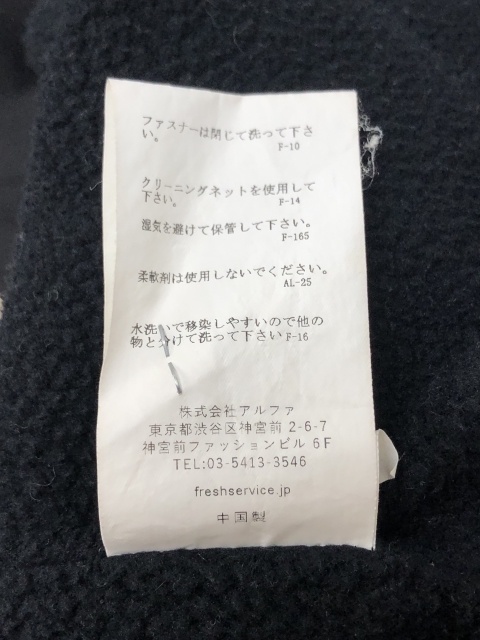 ファスナーは閉じて洗って下さ
い。
F-10
クリーニングネットを使用して
下さい。
F-14
湿気を避けて保管して下さい。
F-165
柔軟剤は使用しないでください。
AL-25
水洗いで移染しやすいので他の
物と分けて洗って下さい F-16
株式会社アルファ
東京都渋谷区神宮前 2-6-7
神宮前ファッションビル 6F
TEL:03-5413-3546
freshservice.jp
中国製